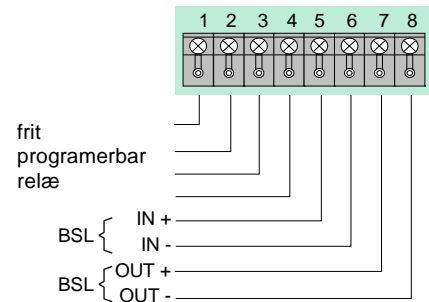 1 2 3 4 5 6 7 8
frit
programerbar
relæ
BSL { IN +
IN -
BSL { OUT +
OUT -